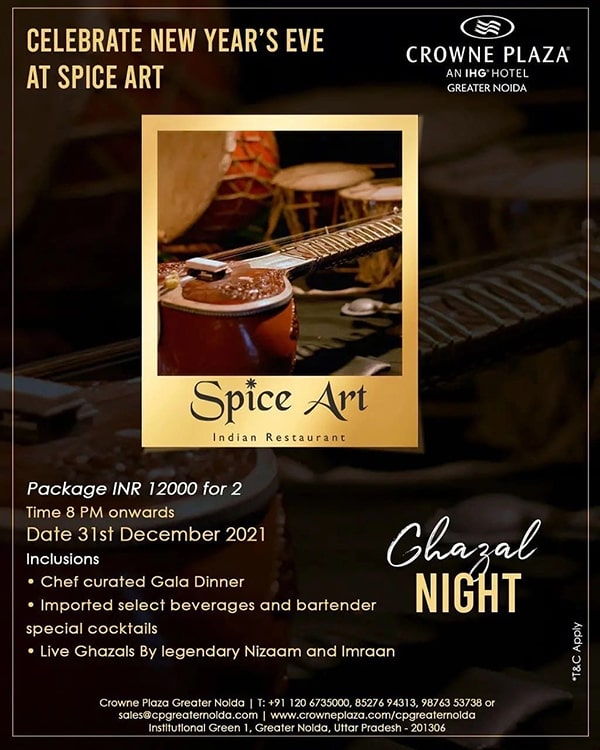 CELEBRATE NEW YEAR'S EVE
AT SPICE ART
CROWNE PLAZA®
AN IHG® HOTEL
GREATER NOIDA
Spice Art
Indian Restaurant
Package INR 12000 for 2
Time 8 PM onwards
Date 31st December 2021
Inclusions
• Chef curated Gala Dinner
• Imported select beverages and bartender
special cocktails
• Live Ghazals By legendary Nizaam and Imraan
Ghazal
NIGHT
*T&C Apply
Crowne Plaza Greater Noida | T: +91 120 6735000, 85276 94313, 98763 53738 or
sales@cpgreaternoida.com | www.crowneplaza.com/cpgreaternoida
Institutional Green 1, Greater Noida, Uttar Pradesh - 201306